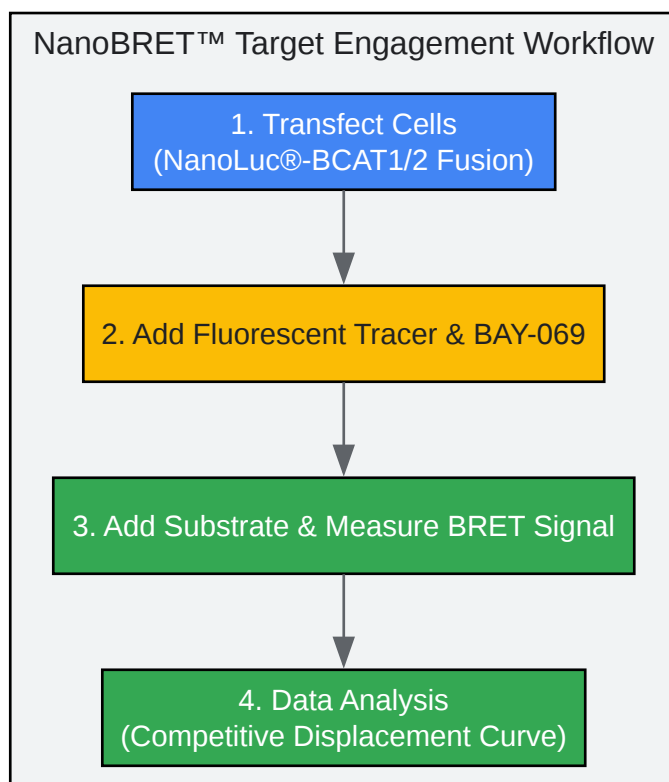 NanoBRET™ Target Engagement Workflow
1. Transfect Cells
(NanoLuc®-BCAT1/2 Fusion)
2. Add Fluorescent Tracer & BAY-069
3. Add Substrate & Measure BRET Signal
4. Data Analysis
(Competitive Displacement Curve)